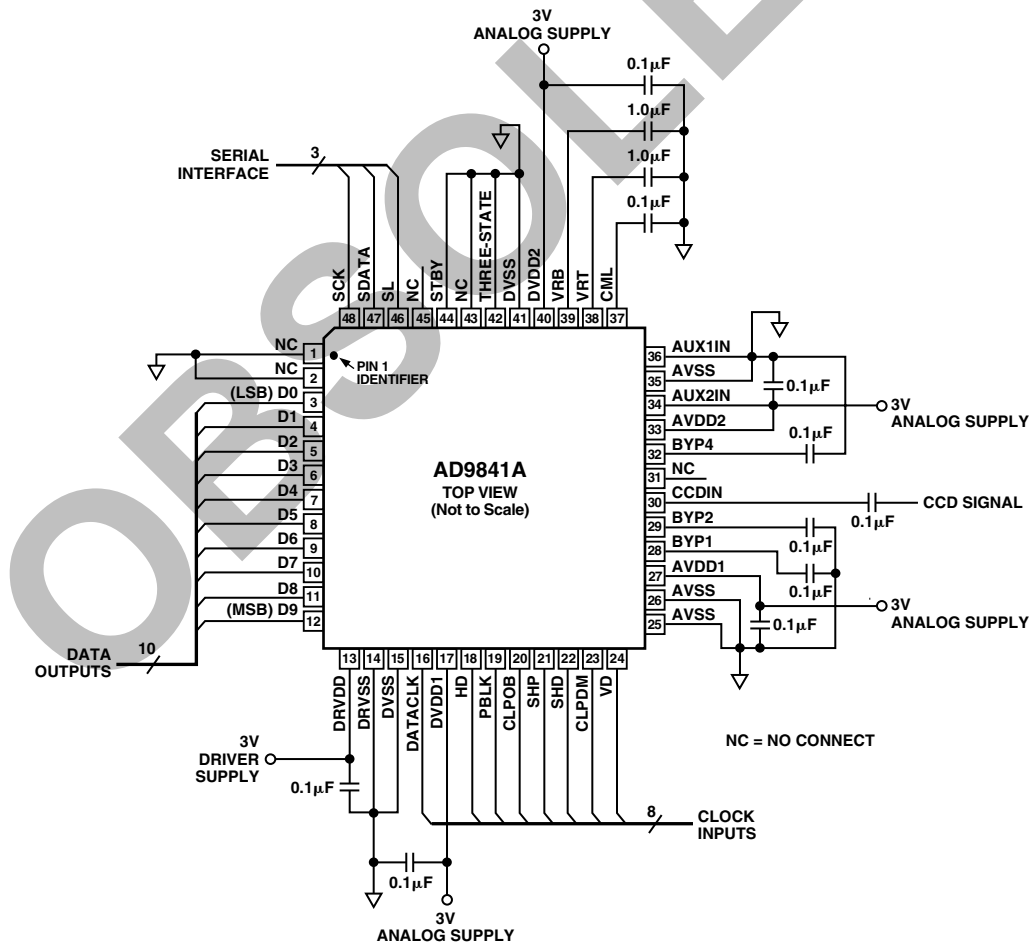 OBSOLE
3V
ANALOG SUPPLY
0.1µF
1.0µF
1.0µF
0.1µF
SERIAL
INTERFACE
3
SCK
SDATA
SL
NC
STBY
NC
THREE-STATE
DVSS
DVDD2
VRB
VRT
CML
48 47 46 45 44 43 42 41 40 39 38 37
NC 1
NC 2
(LSB) D0 3
D1 4
D2 5
D3 6
D4 7
D5 8
D6 9
D7 10
D8 11
(MSB) D9 12
PIN 1
IDENTIFIER
AD9841A
TOP VIEW
(Not to Scale)
36 AUX1IN
35 AVSS
34 AUX2IN
33 AVDD2
32 BYP4
31 NC
30 CCDIN
29 BYP2
28 BYP1
27 AVDD1
26 AVSS
25 AVSS
0.1µF
3V
ANALOG SUPPLY
0.1µF
CCD SIGNAL
0.1µF
0.1µF
0.1µF
3V
ANALOG SUPPLY
0.1µF
DATA
OUTPUTS
10
13 14 15 16 17 18 19 20 21 22 23 24
DRVDD
DRVSS
DVSS
DATACLK
DVDD1
HD
PBLK
CLPOB
SHP
SHD
CLPDM
VD
NC = NO CONNECT
3V
DRIVER
SUPPLY
0.1µF
8
CLOCK
INPUTS
0.1µF
3V
ANALOG SUPPLY